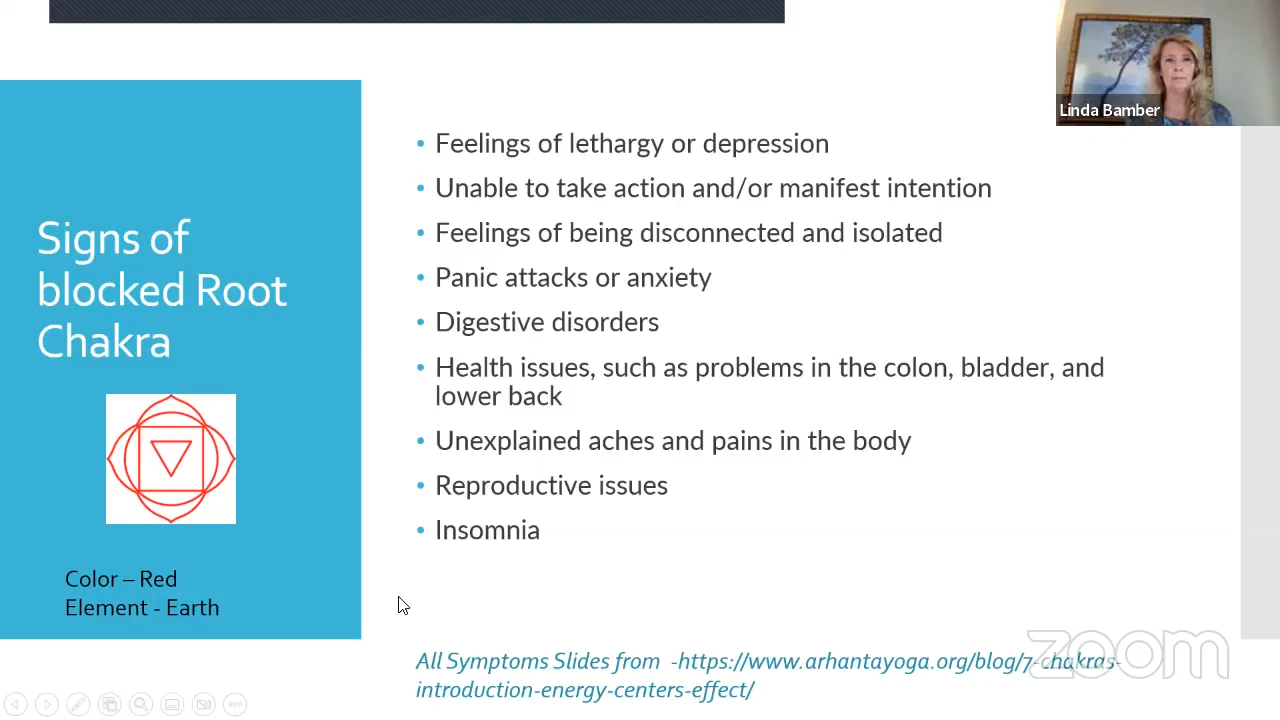 Linda Bamber
Signs of
blocked Root
Chakra
Color – Red
Element - Earth
• Feelings of lethargy or depression
• Unable to take action and/or manifest intention
• Feelings of being disconnected and isolated
• Panic attacks or anxiety
• Digestive disorders
• Health issues, such as problems in the colon, bladder, and
lower back
• Unexplained aches and pains in the body
• Reproductive issues
• Insomnia
All Symptoms Slides from -https://www.arhantayoga.org/blog/7-chakras-
introduction-energy-centers-effect/
zoom